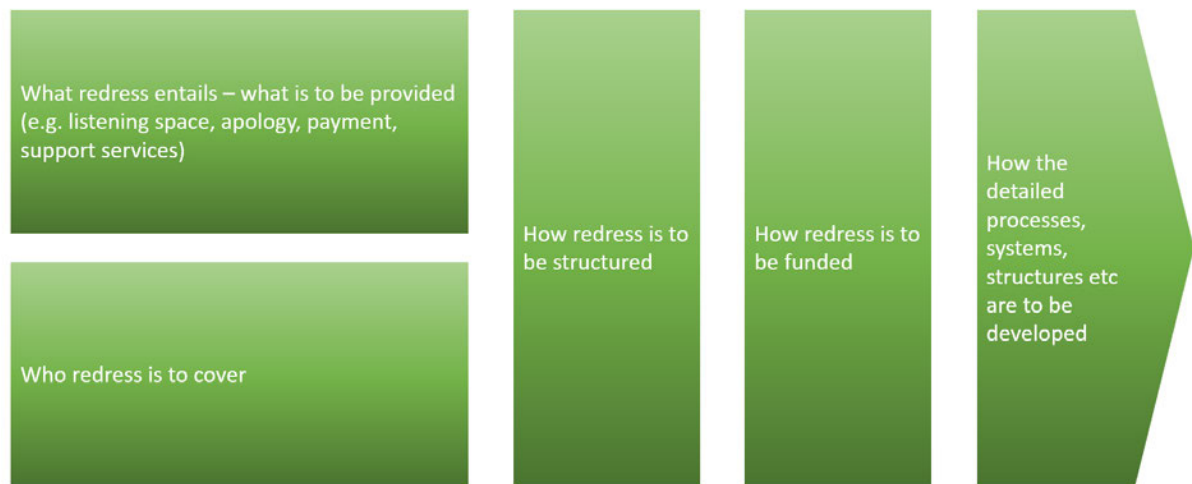 What redress entails – what is to be provided
(e.g. listening space, apology, payment,
support services)
Who redress is to cover
How redress is to
be structured
How redress is to
be funded
How the
detailed
processes,
systems,
structures etc
are to be
developed